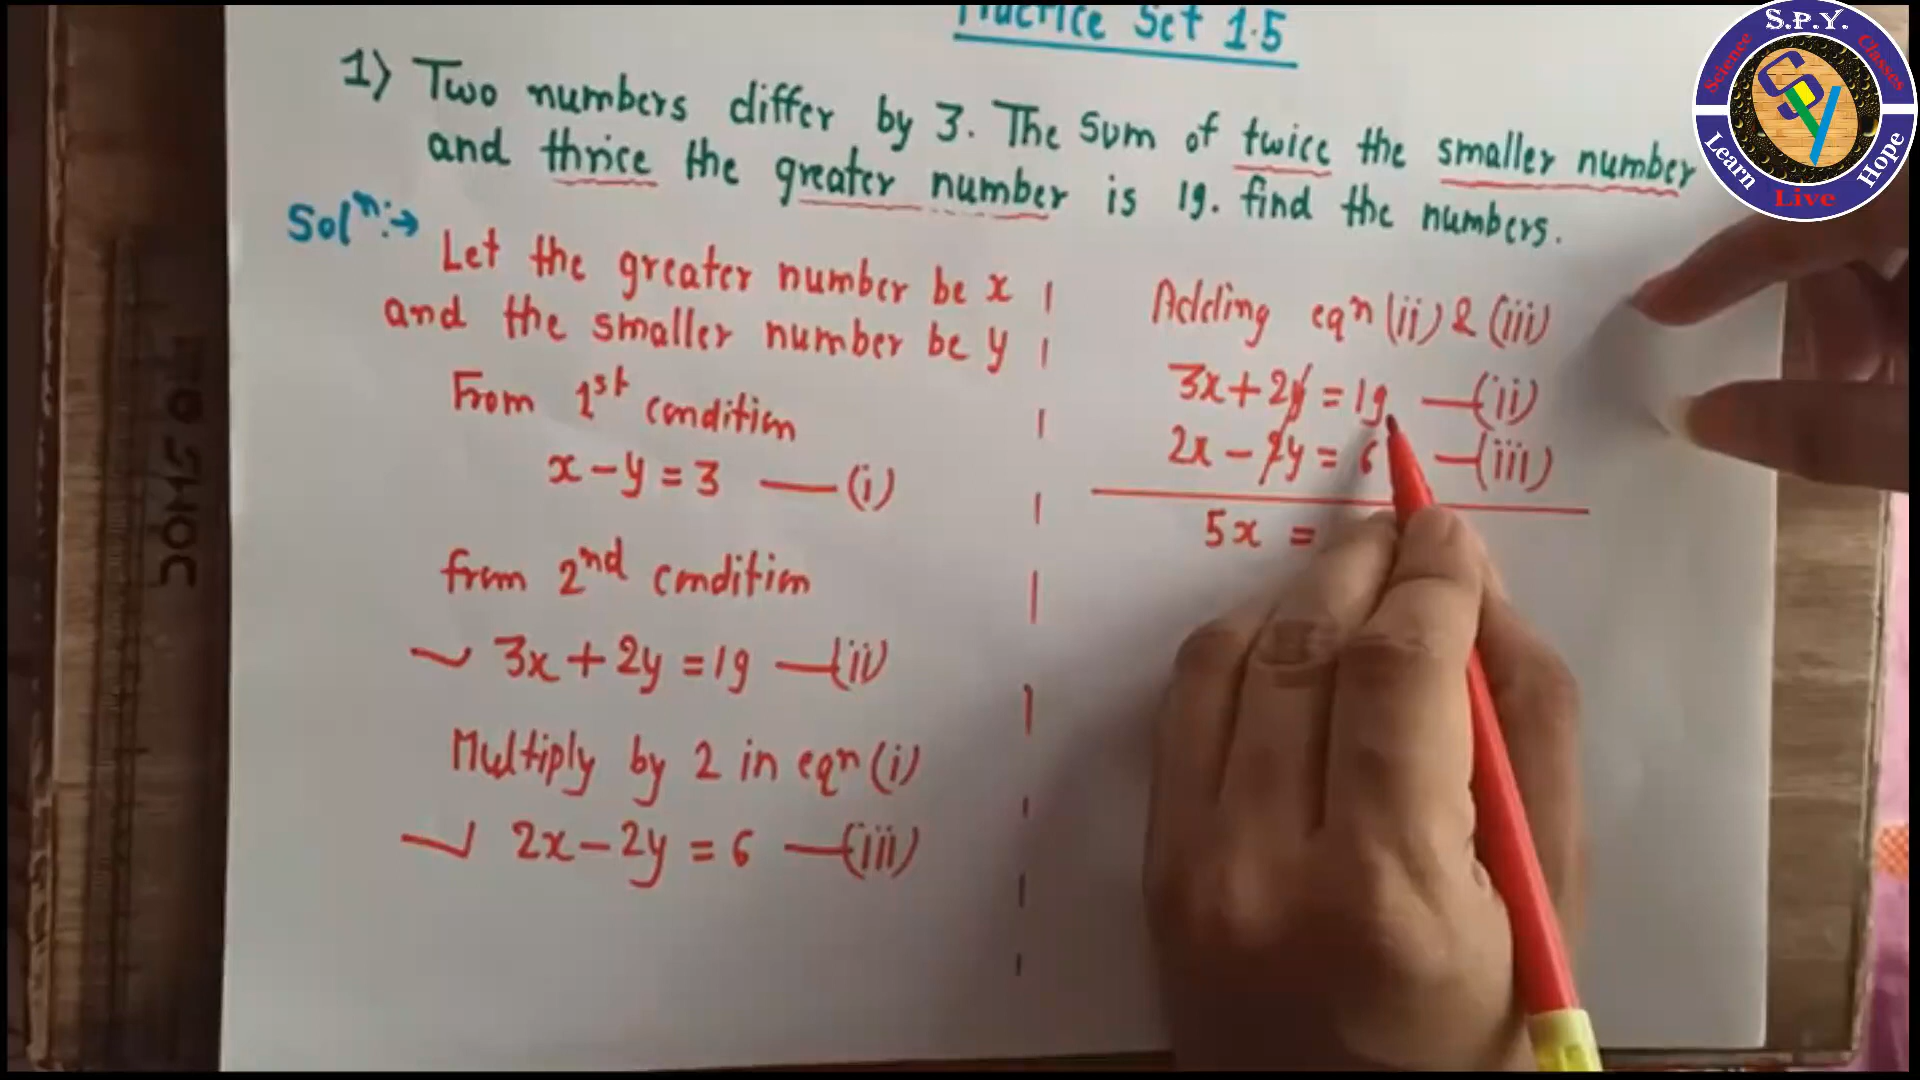 Practice Set 1.5
1) Two numbers differ by 3. The sum of twice the smaller number
and thrice the greater number is 19. find the numbers.
Solⁿ:→
Let the greater number be x
and the smaller number be y
From 1st condition
x - y = 3 — (i)
from 2nd condition
3x + 2y = 19 — (ii)
Multiply by 2 in eqn (i)
2x - 2y = 6 — (iii)
Adding eqn (ii) & (iii)
3x + 2y = 19 — (ii)
2x - 2y = 6 — (iii)
5x =
S.P.Y.
Science Classes
Learn Live Hope
SPY
DOMS